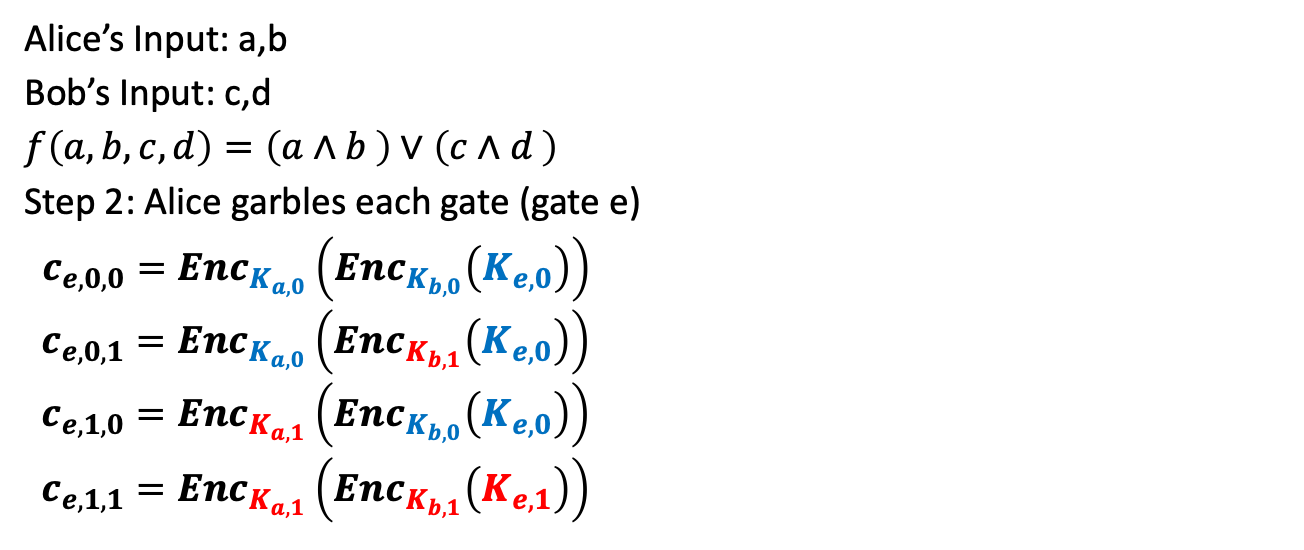 Alice’s Input: a,b
Bob’s Input: c,d
f(a, b, c, d) = (a ∧ b ) ∨ (c ∧ d )
Step 2: Alice garbles each gate (gate e)
c_{e,0,0} = Enc_{K_{a,0}} (Enc_{K_{b,0}} (K_{e,0}))
c_{e,0,1} = Enc_{K_{a,0}} (Enc_{K_{b,1}} (K_{e,0}))
c_{e,1,0} = Enc_{K_{a,1}} (Enc_{K_{b,0}} (K_{e,0}))
c_{e,1,1} = Enc_{K_{a,1}} (Enc_{K_{b,1}} (K_{e,1}))